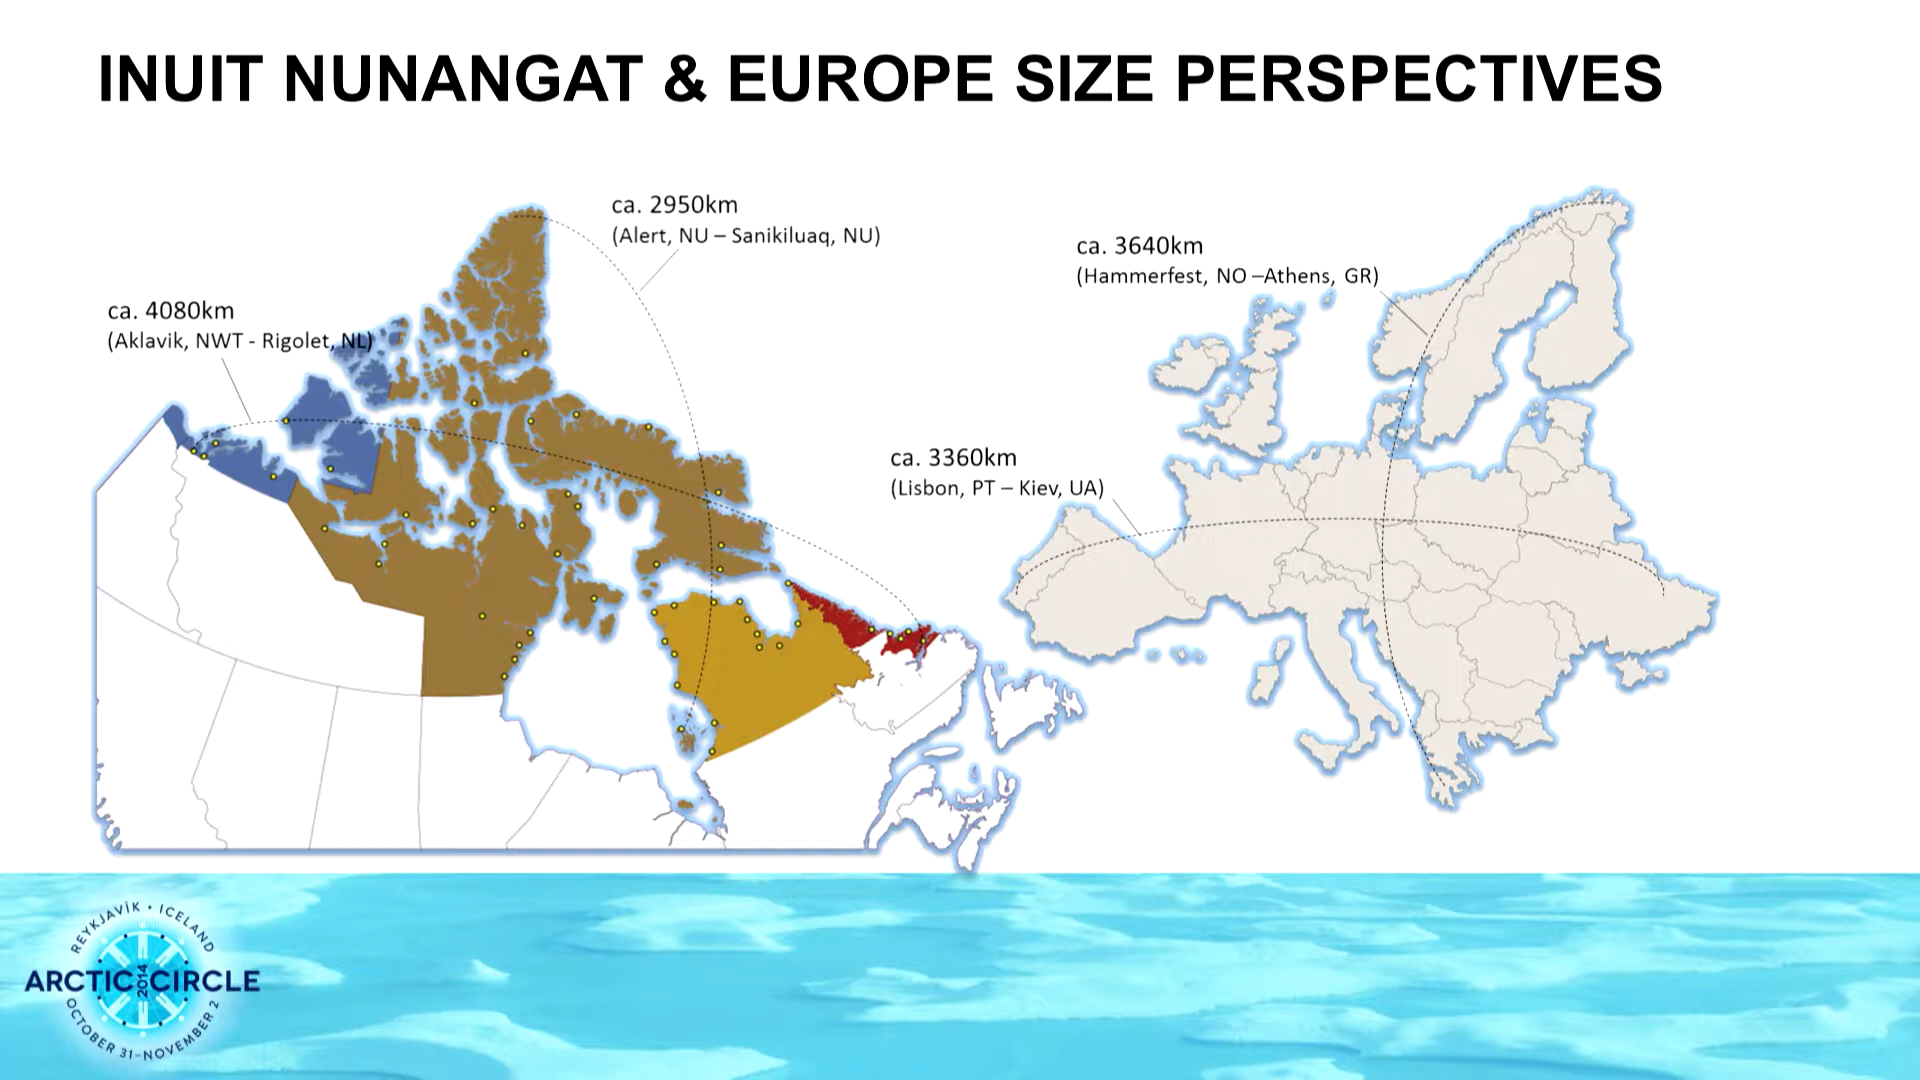 INUIT NUNANGAT & EUROPE SIZE PERSPECTIVES
ca. 2950km
(Alert, NU – Sanikiluaq, NU)
ca. 4080km
(Aklavik, NWT - Rigolet, NL)
ca. 3640km
(Hammerfest, NO –Athens, GR)
ca. 3360km
(Lisbon, PT – Kiev, UA)
REYKJAVÍK • ICELAND
ARCTIC 2014 CIRCLE
OCTOBER 31–NOVEMBER 2